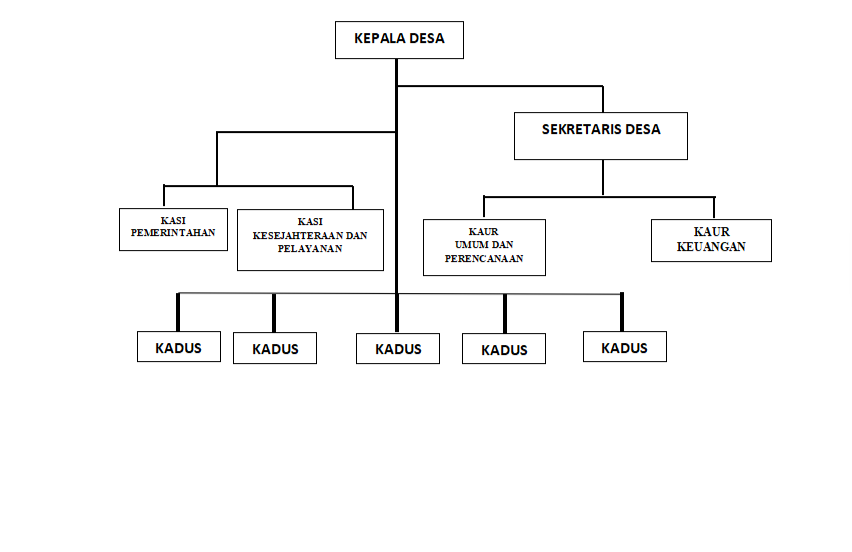 KEPALA DESA
SEKRETARIS DESA
KASI
PEMERINTAHAN
KASI
KESEJAHTERAAN DAN
PELAYANAN
KAUR
UMUM DAN
PERENCANAAN
KAUR
KEUANGAN
KADUS
KADUS
KADUS
KADUS
KADUS